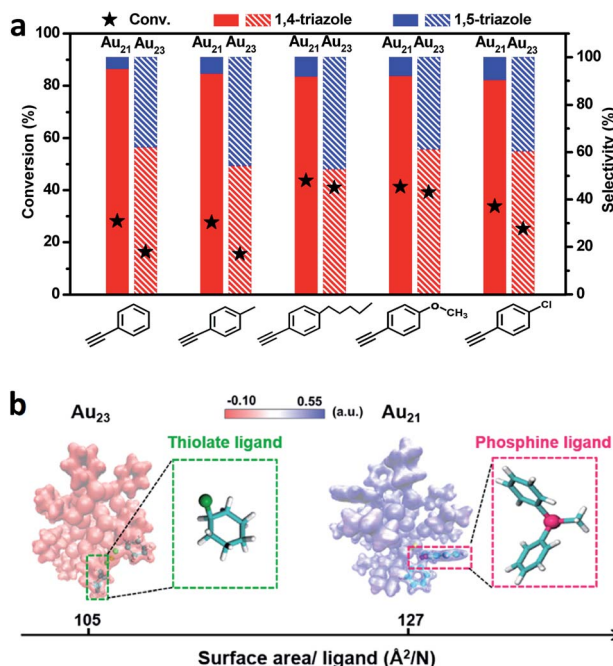 a
★ Conv. 1,4-triazole 1,5-triazole
Au21 Au23 Au21 Au23 Au21 Au23 Au21 Au23 Au21 Au23
Conversion (%)
100
80
60
40
20
0
Selectivity (%)
100
80
60
40
20
0
O CH3
Cl
b
Au23
-0.10 0.55 (a.u.)
Au21
Thiolate ligand
Phosphine ligand
105 127
Surface area/ ligand (Å²/N)